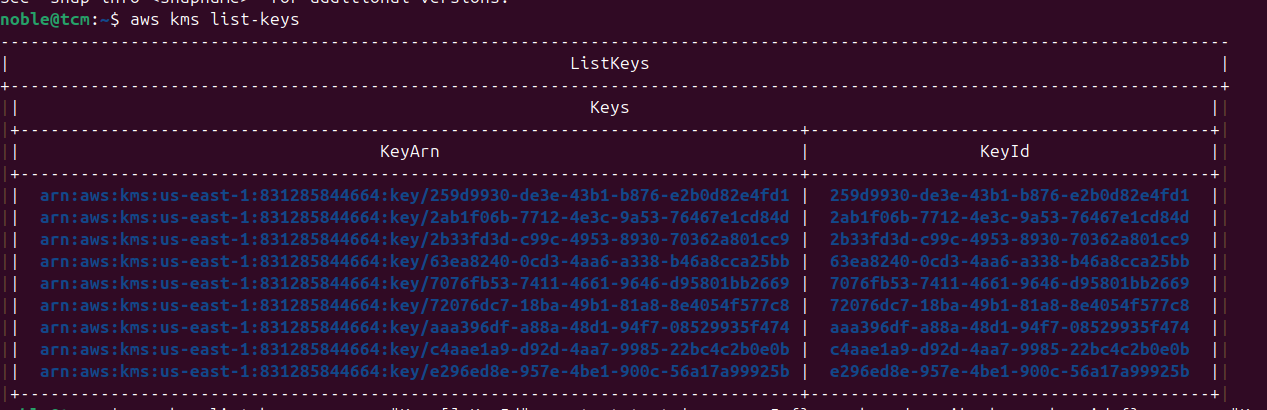 noble@tcm:~$ aws kms list-keys
ListKeys
Keys
KeyArn | KeyId
arn:aws:kms:us-east-1:831285844664:key/259d9930-de3e-43b1-b876-e2b0d82e4fd1 | 259d9930-de3e-43b1-b876-e2b0d82e4fd1
arn:aws:kms:us-east-1:831285844664:key/2ab1f06b-7712-4e3c-9a53-76467e1cd84d | 2ab1f06b-7712-4e3c-9a53-76467e1cd84d
arn:aws:kms:us-east-1:831285844664:key/2b33fd3d-c99c-4953-8930-70362a801cc9 | 2b33fd3d-c99c-4953-8930-70362a801cc9
arn:aws:kms:us-east-1:831285844664:key/63ea8240-0cd3-4aa6-a338-b46a8cca25bb | 63ea8240-0cd3-4aa6-a338-b46a8cca25bb
arn:aws:kms:us-east-1:831285844664:key/7076fb53-7411-4661-9646-d95801bb2669 | 7076fb53-7411-4661-9646-d95801bb2669
arn:aws:kms:us-east-1:831285844664:key/72076dc7-18ba-49b1-81a8-8e4054f577c8 | 72076dc7-18ba-49b1-81a8-8e4054f577c8
arn:aws:kms:us-east-1:831285844664:key/aaa396df-a88a-48d1-94f7-08529935f474 | aaa396df-a88a-48d1-94f7-08529935f474
arn:aws:kms:us-east-1:831285844664:key/c4aae1a9-d92d-4aa7-9985-22bc4c2b0e0b | c4aae1a9-d92d-4aa7-9985-22bc4c2b0e0b
arn:aws:kms:us-east-1:831285844664:key/e296ed8e-957e-4be1-900c-56a17a99925b | e296ed8e-957e-4be1-900c-56a17a99925b